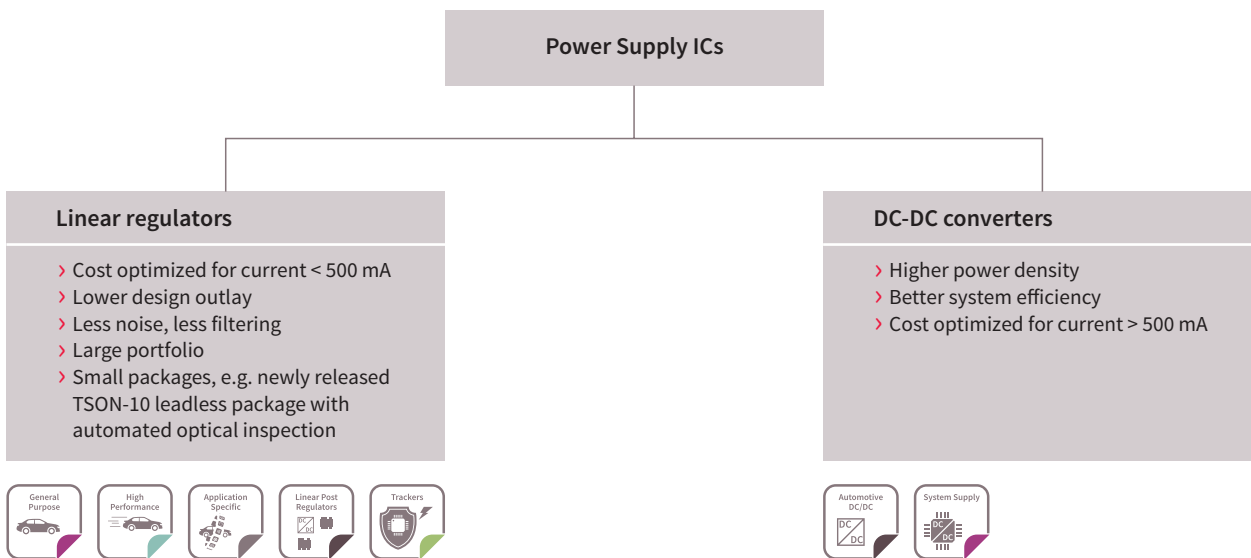 Power Supply ICs
Linear regulators
› Cost optimized for current < 500 mA
› Lower design outlay
› Less noise, less filtering
› Large portfolio
› Small packages, e.g. newly released
TSON-10 leadless package with
automated optical inspection
DC-DC converters
› Higher power density
› Better system efficiency
› Cost optimized for current > 500 mA
General
Purpose
High
Performance
Application
Specific
Linear Post
Regulators
DC
DC
Trackers
Automotive
DC/DC
DC
DC
System Supply
DC
DC